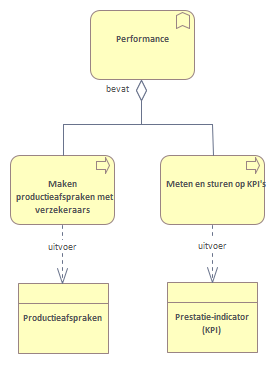 Performance
bevat
Maken
productieafspraken met
verzekeraars
Meten en sturen op KPI's
uitvoer
uitvoer
Productieafspraken
Prestatie-indicator
(KPI)